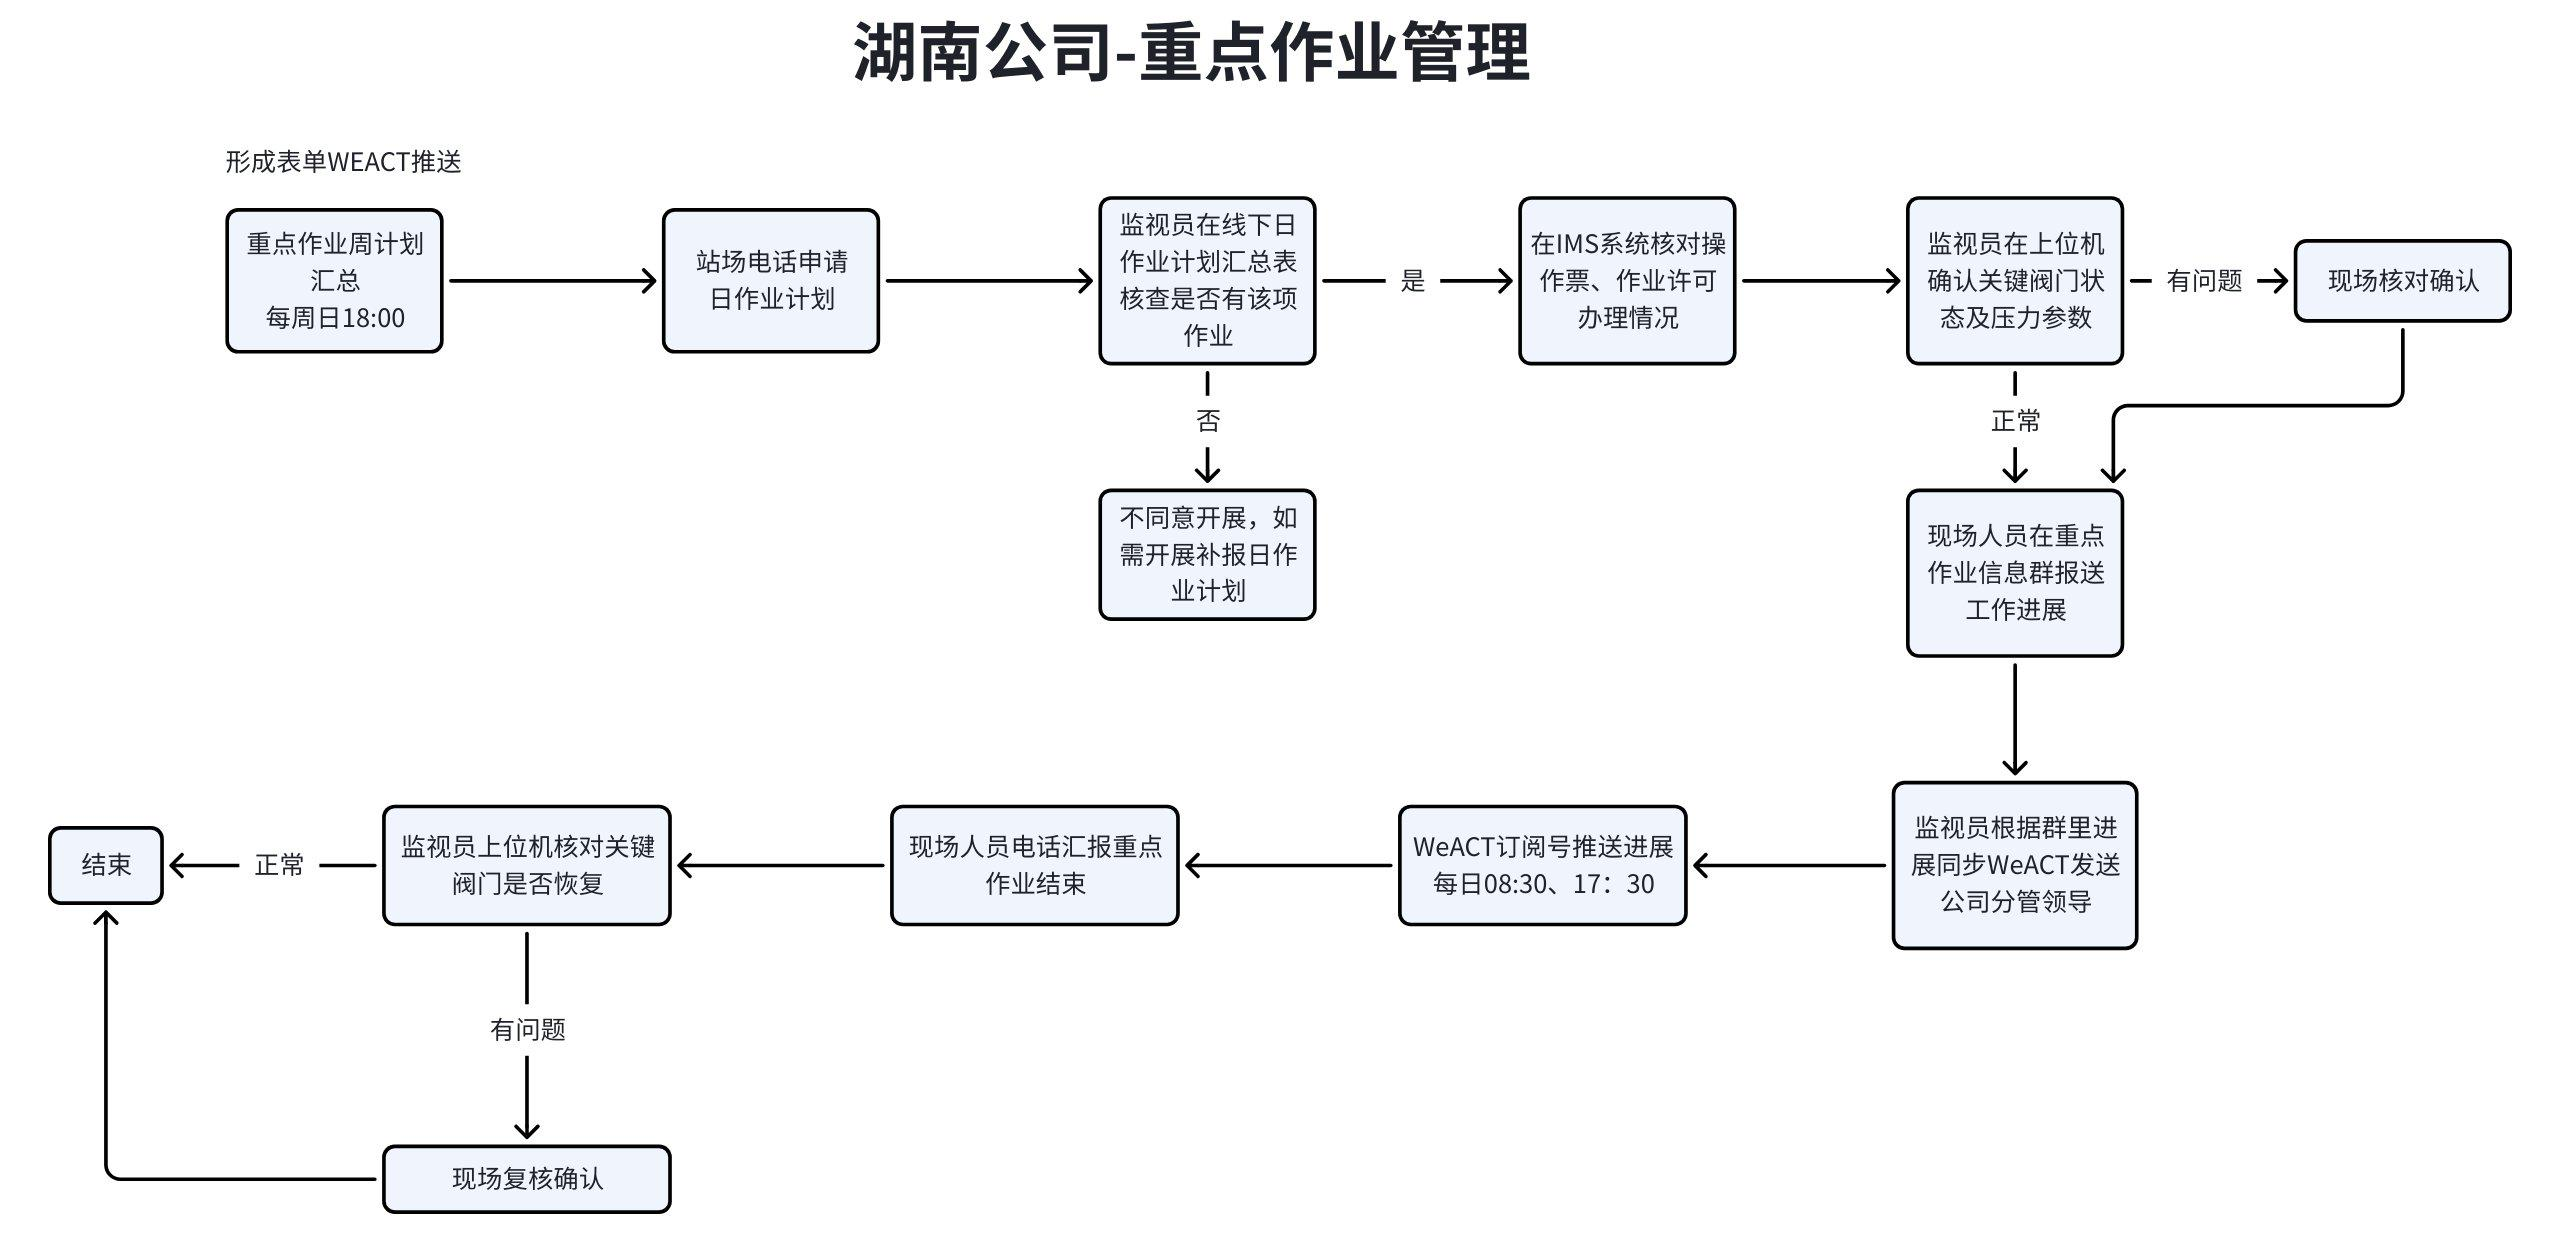 湖南公司-重点作业管理
形成表单WEACT推送
重点作业周计划
汇总
每周日18:00
站场电话申请
日作业计划
监视员在线下日
作业计划汇总表
核查是否有该项
作业
是
在IMS系统核对操
作票、作业许可
办理情况
监视员在上位机
确认关键阀门状
态及压力参数
有问题
现场核对确认
否
正常
不同意开展，如
需开展补报日作
业计划
现场人员在重点
作业信息群报送
工作进展
监视员根据群里进
展同步WeACT发送
公司分管领导
WeACT订阅号推送进展
每日08:30、17：30
现场人员电话汇报重点
作业结束
监视员上位机核对关键
阀门是否恢复
正常
结束
有问题
现场复核确认